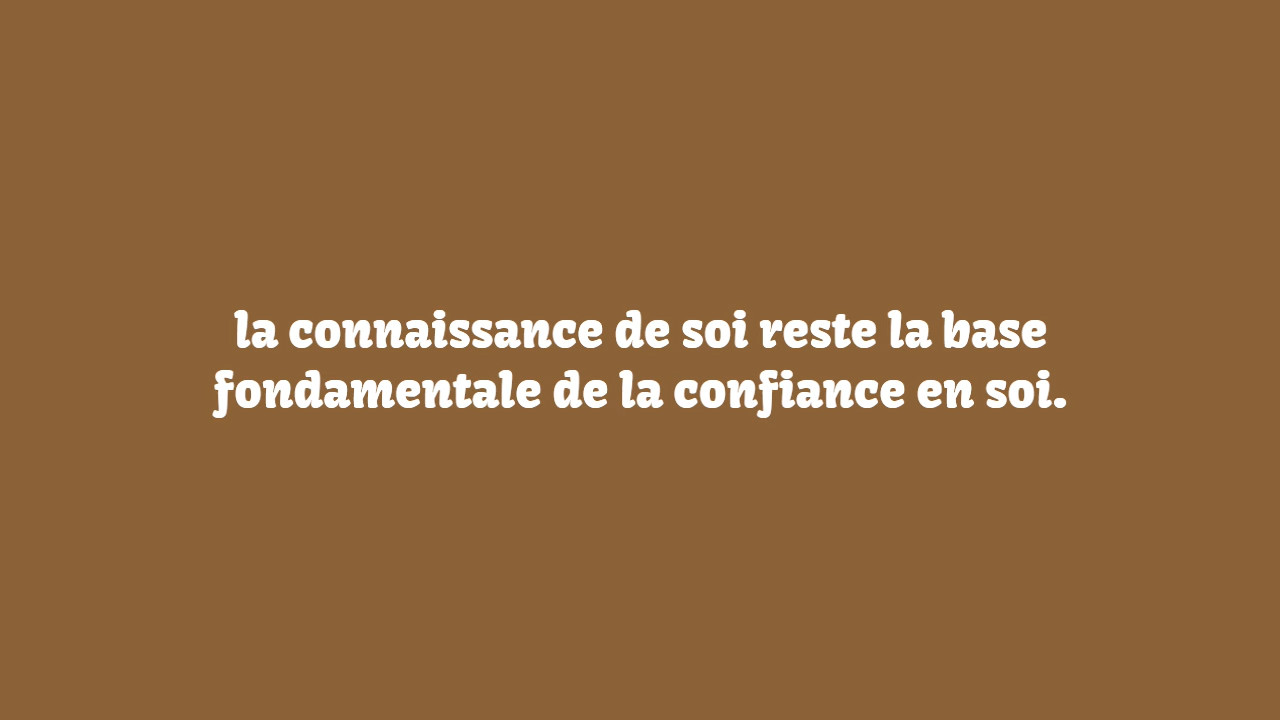 la connaissance de soi reste la base
fondamentale de la confiance en soi.